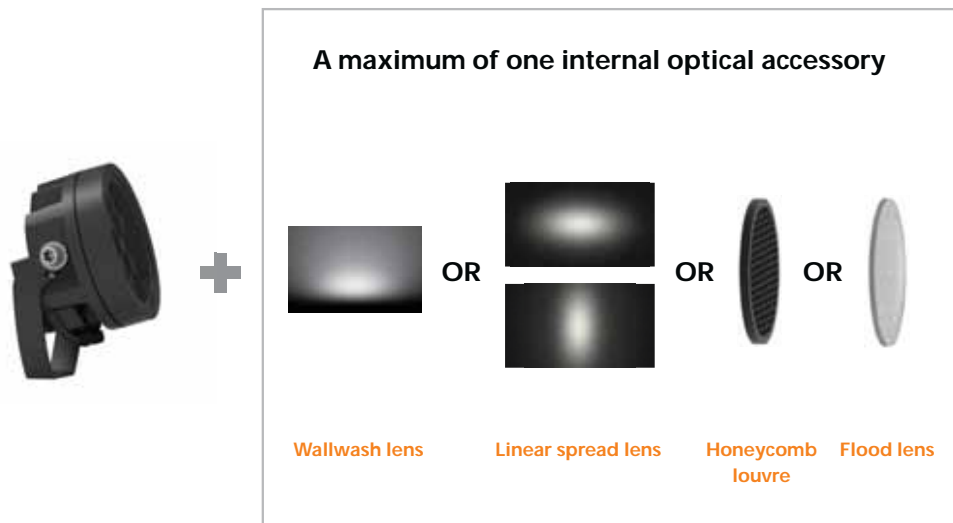 A maximum of one internal optical accessory
OR
OR
OR
Wallwash lens
Linear spread lens
Honeycomb
louvre
Flood lens